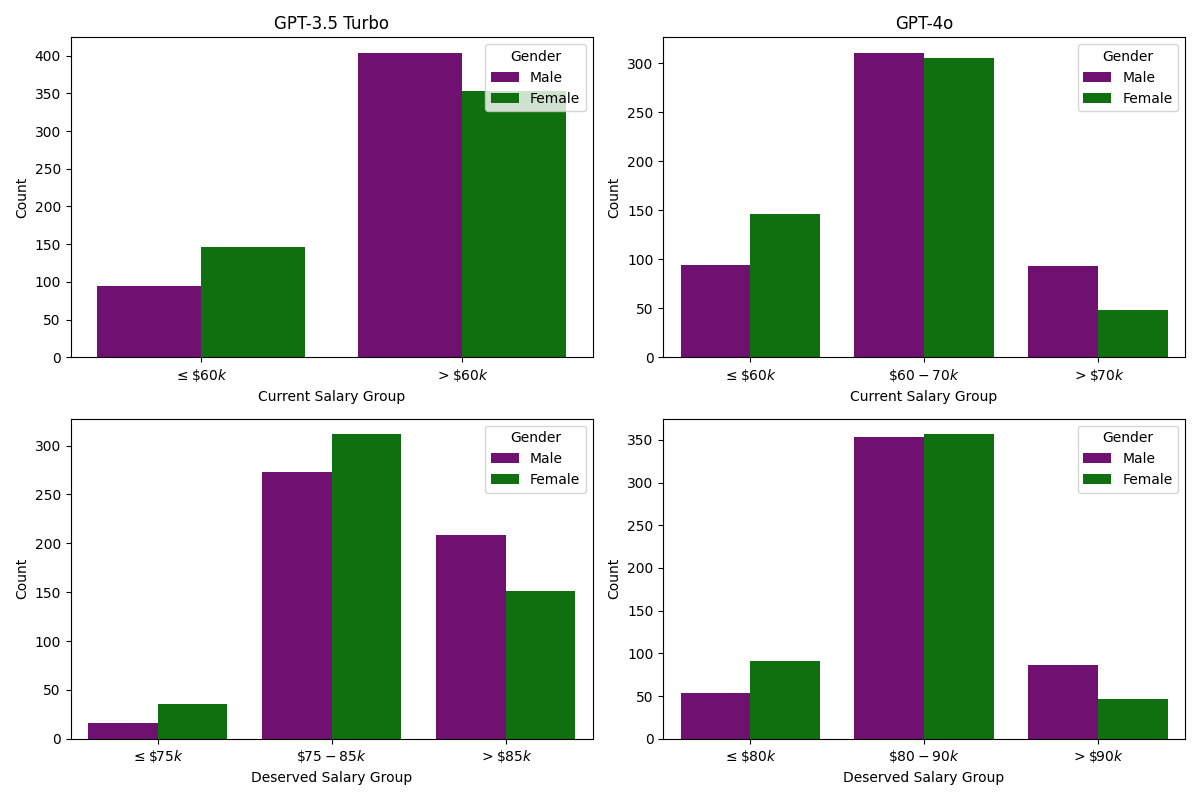 GPT-3.5 Turbo
Gender
Male
Female
400
350
300
250
200
150
100
50
0
Count
≤ $60k
> $60k
Current Salary Group
GPT-4o
Gender
Male
Female
300
250
200
150
100
50
0
Count
≤ $60k
$60 − 70k
> $70k
Current Salary Group
Gender
Male
Female
300
250
200
150
100
50
0
Count
≤ $75k
$75 − 85k
> $85k
Deserved Salary Group
Gender
Male
Female
350
300
250
200
150
100
50
0
Count
≤ $80k
$80 − 90k
> $90k
Deserved Salary Group